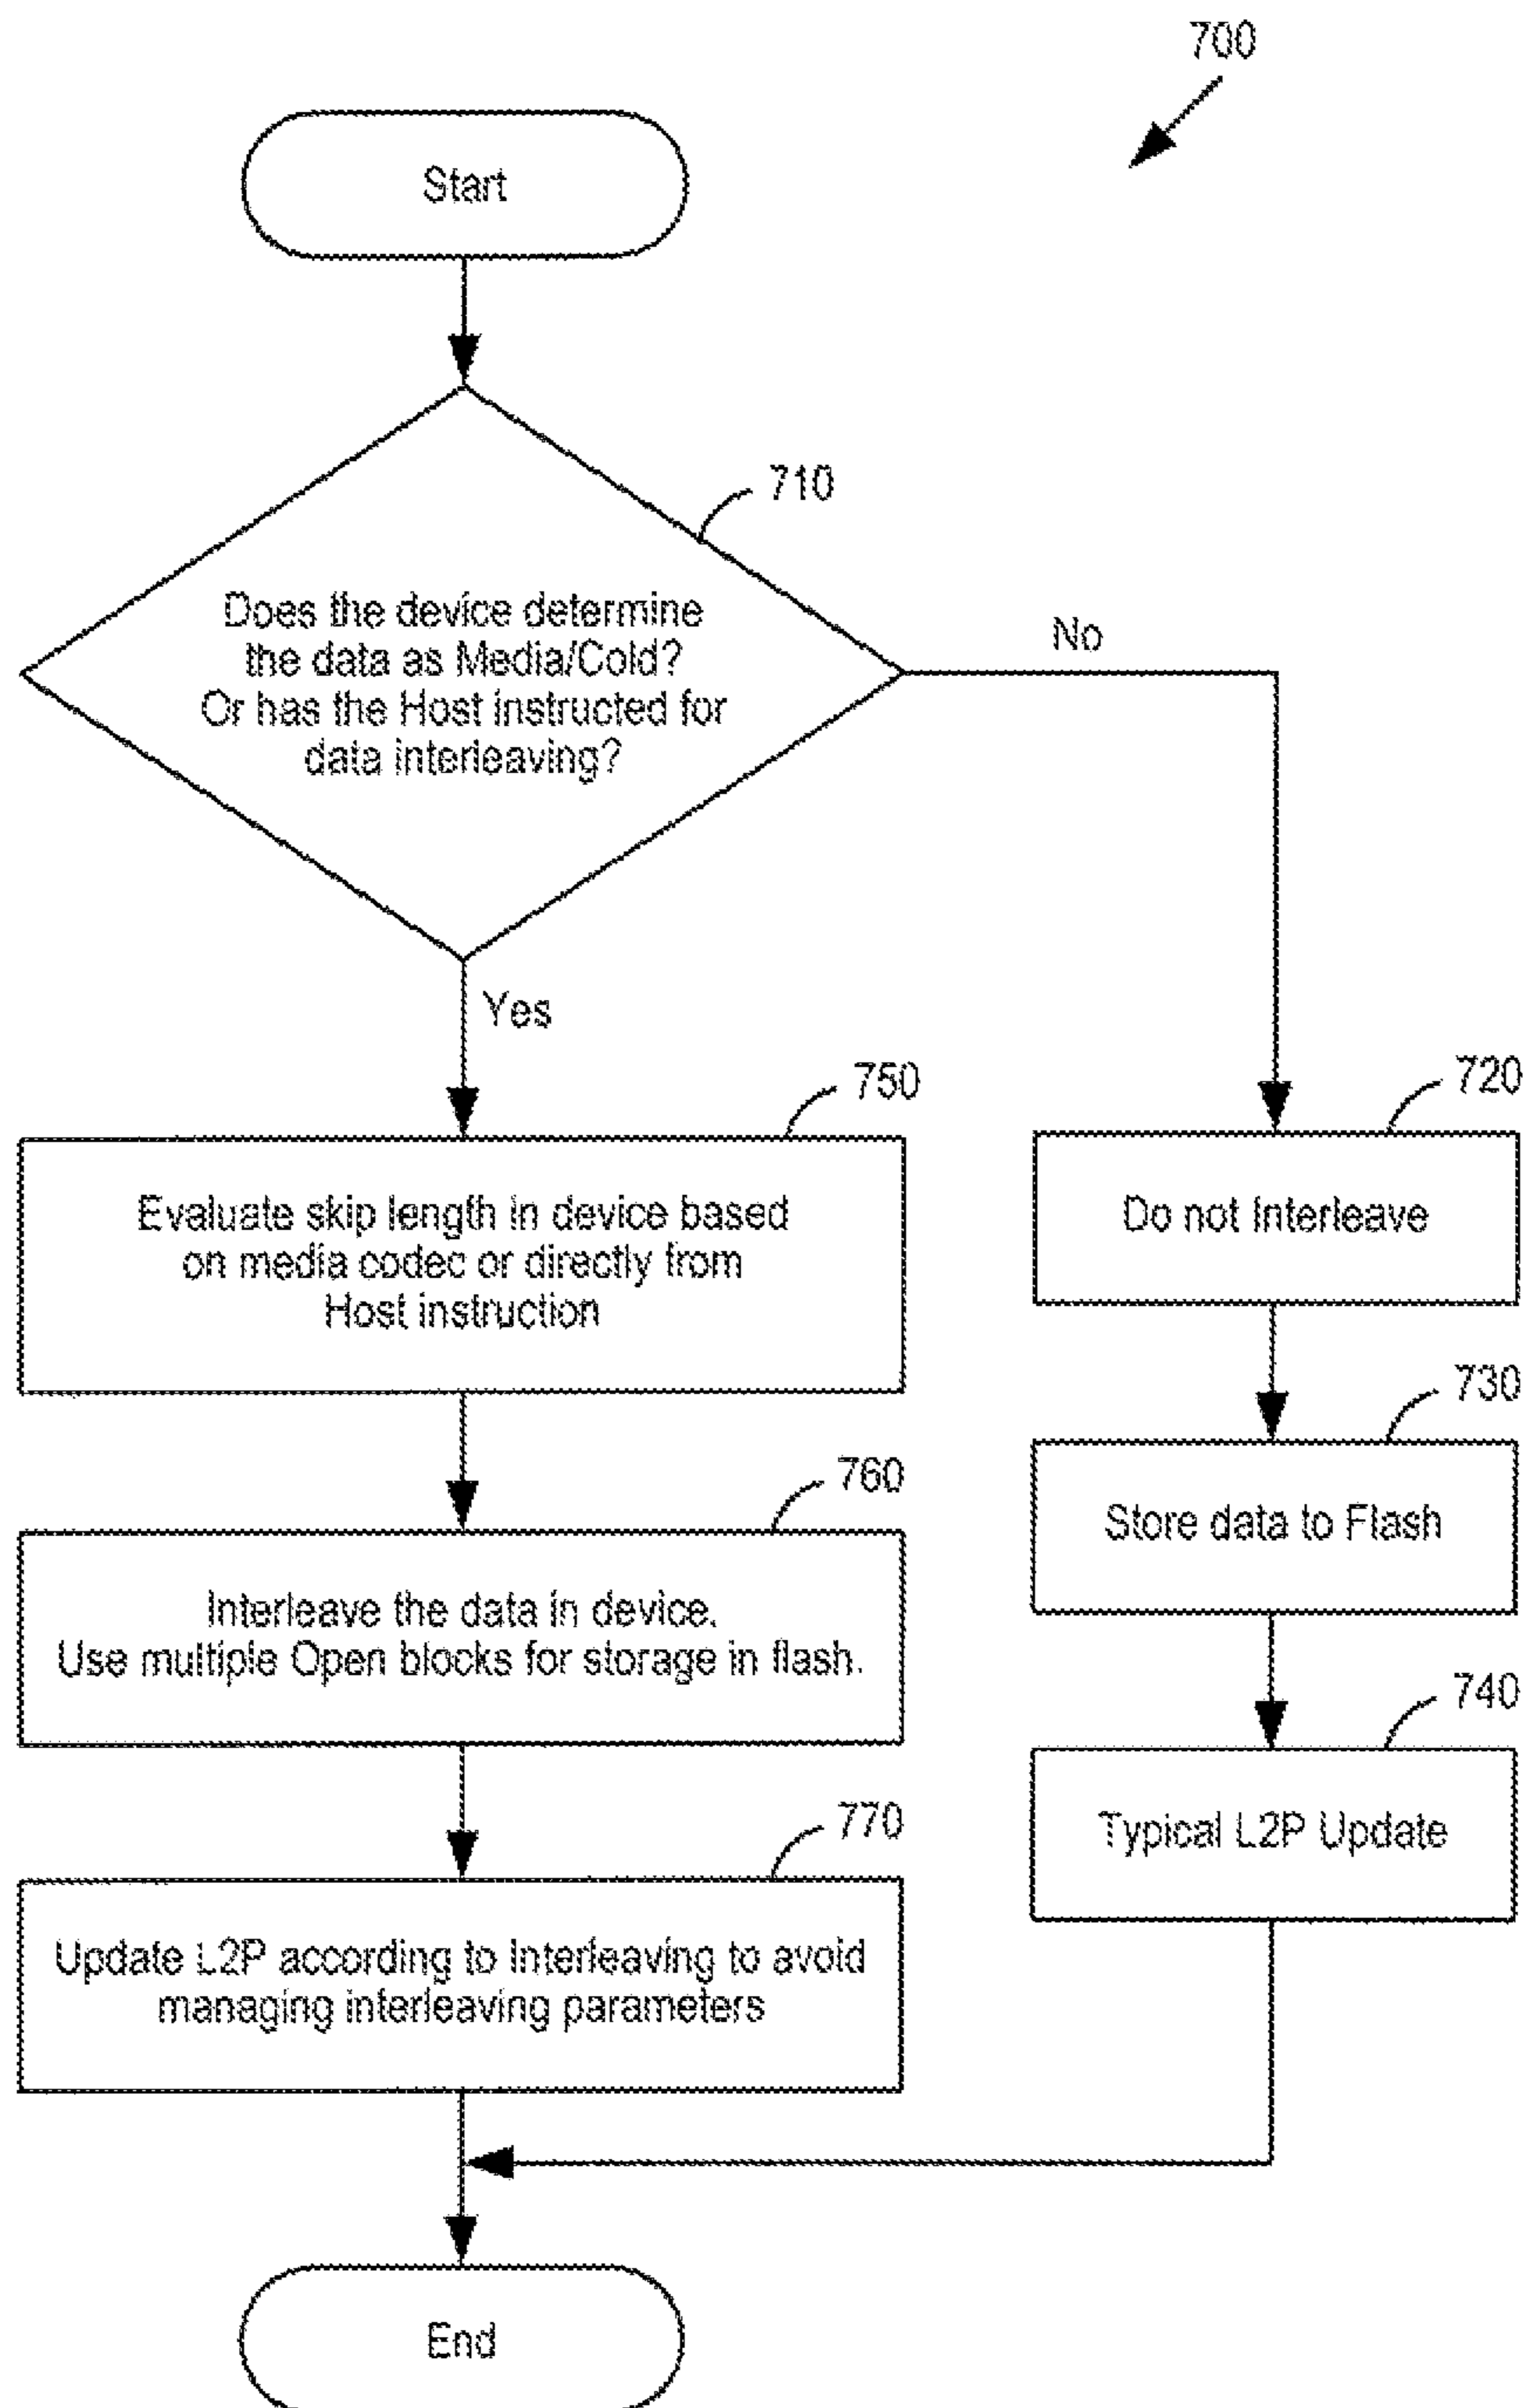 700
Start
710
Does the device determine
the data as Media/Cold?
Or has the Host instructed for
data interleaving?
No
Yes
750
Evaluate skip length in device based
on media codec or directly from
Host instruction
720
Do not Interleave
730
Store data to Flash
760
Interleave the data in device.
Use multiple Open blocks for storage in flash.
740
Typical L2P Update
770
Update L2P according to Interleaving to avoid
managing interleaving parameters
End